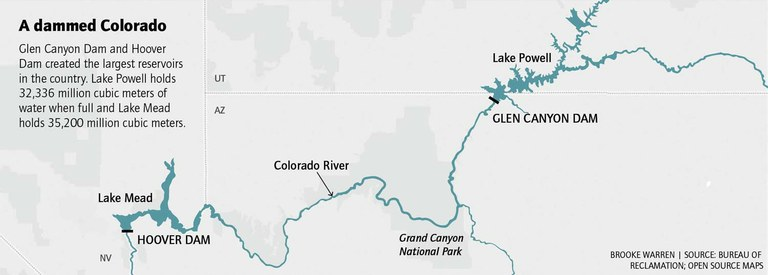 A dammed Colorado
Glen Canyon Dam and Hoover
Dam created the largest reservoirs
in the country. Lake Powell holds
32,336 million cubic meters of
water when full and Lake Mead
holds 35,200 million cubic meters.
UT
AZ
Lake Powell
GLEN CANYON DAM
Colorado River
Lake Mead
HOOVER DAM
NV
Grand Canyon
National Park
BROOKE WARREN | SOURCE: BUREAU OF
RECLAMATION; OPEN SOURCE MAPS